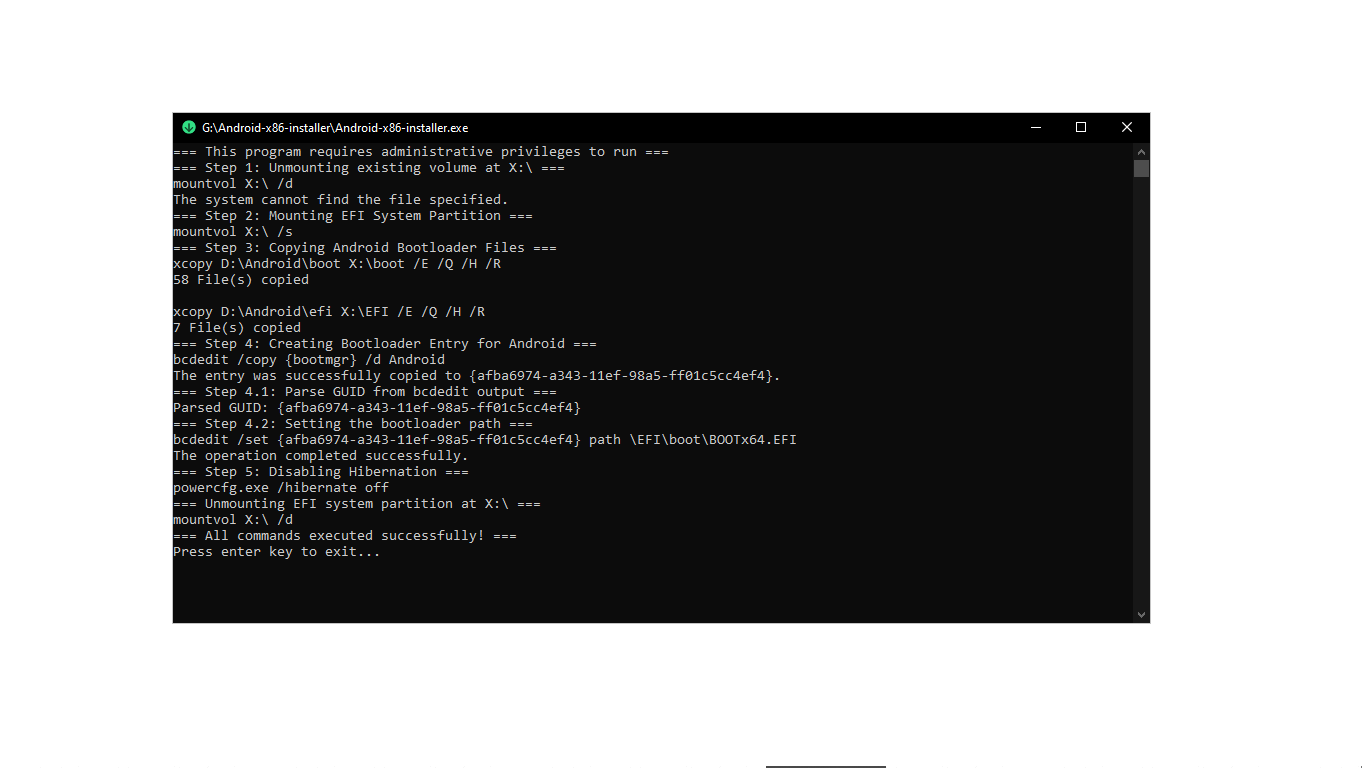 G:\Android-x86-installer\Android-x86-installer.exe
=== This program requires administrative privileges to run ===
=== Step 1: Unmounting existing volume at X:\ ===
mountvol X:\ /d
The system cannot find the file specified.
=== Step 2: Mounting EFI System Partition ===
mountvol X:\ /s
=== Step 3: Copying Android Bootloader Files ===
xcopy D:\Android\boot X:\boot /E /Q /H /R
58 File(s) copied
xcopy D:\Android\efi X:\EFI /E /Q /H /R
7 File(s) copied
=== Step 4: Creating Bootloader Entry for Android ===
bcdedit /copy {bootmgr} /d Android
The entry was successfully copied to {afba6974-a343-11ef-98a5-ff01c5cc4ef4}.
=== Step 4.1: Parse GUID from bcdedit output ===
Parsed GUID: {afba6974-a343-11ef-98a5-ff01c5cc4ef4}
=== Step 4.2: Setting the bootloader path ===
bcdedit /set {afba6974-a343-11ef-98a5-ff01c5cc4ef4} path \EFI\boot\BOOTx64.EFI
The operation completed successfully.
=== Step 5: Disabling Hibernation ===
powercfg.exe /hibernate off
=== Unmounting EFI system partition at X:\ ===
mountvol X:\ /d
=== All commands executed successfully! ===
Press enter key to exit...